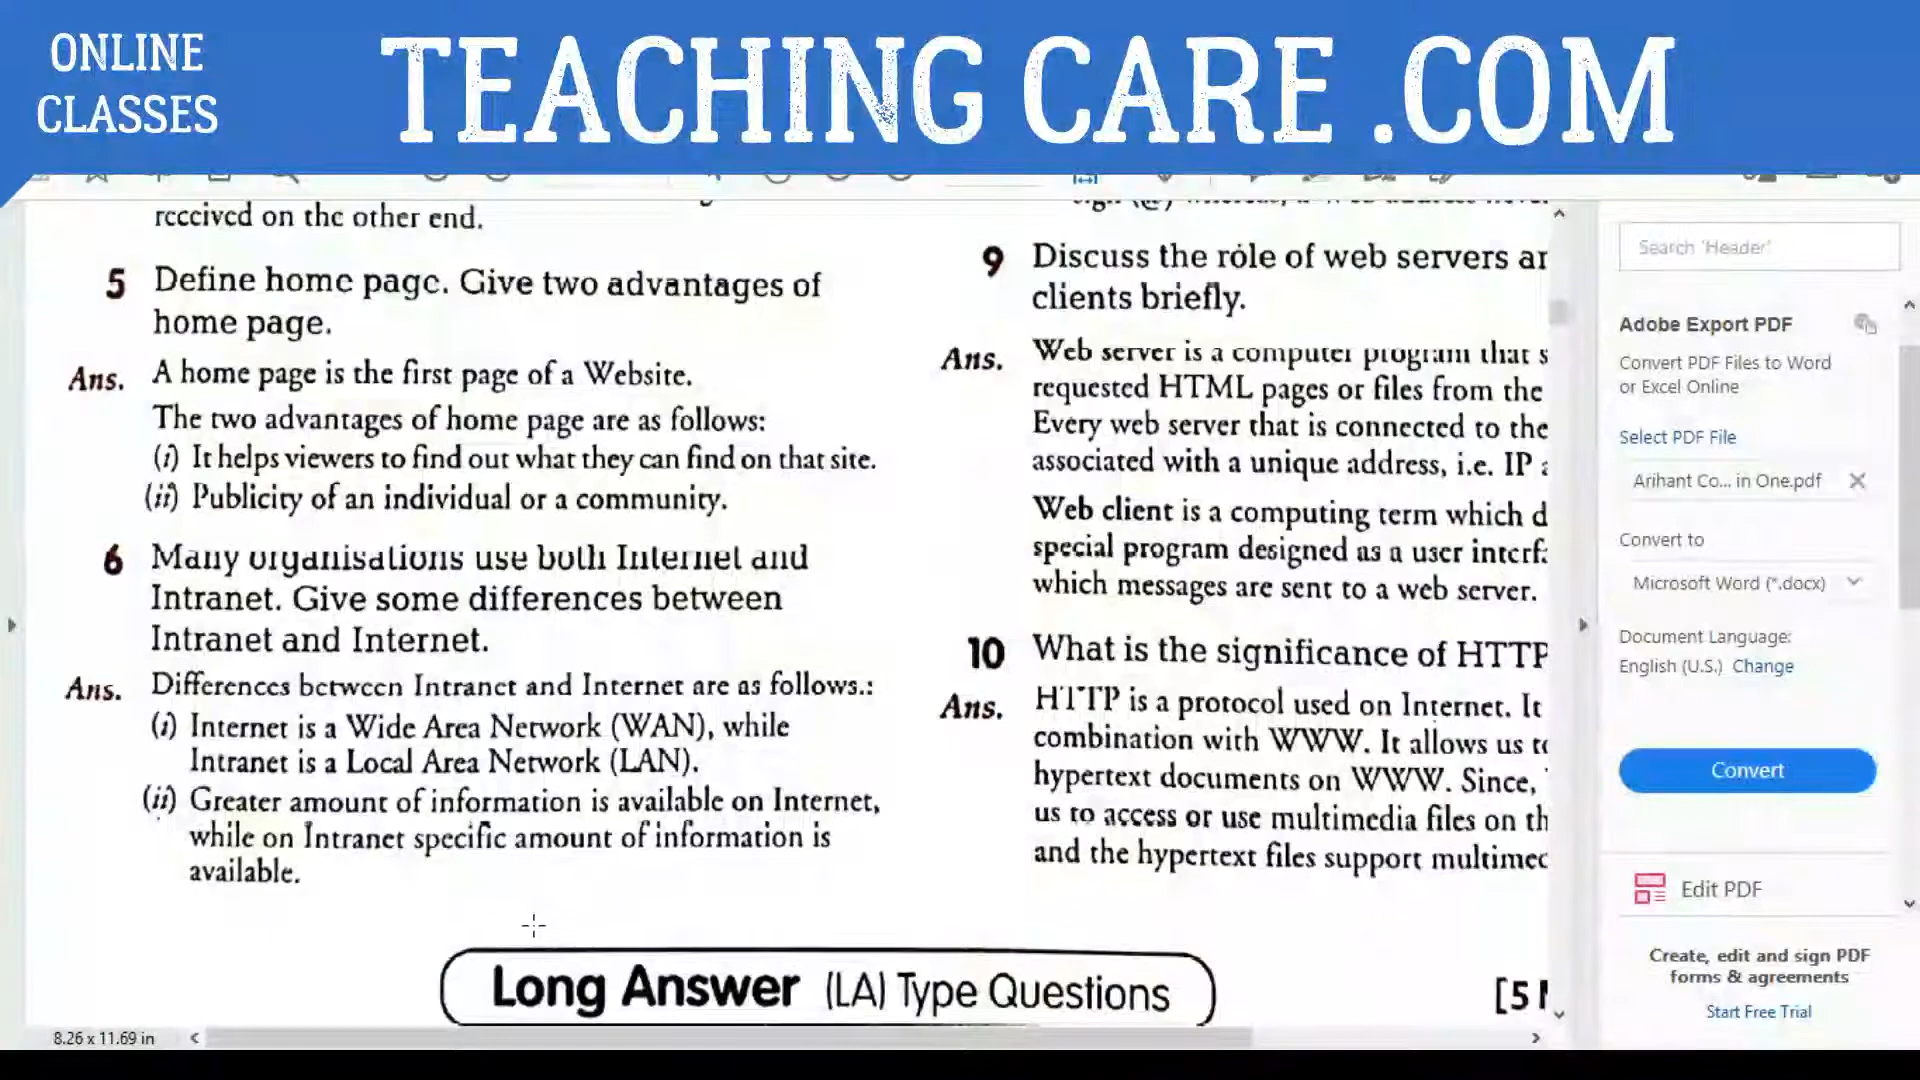 ONLINE
CLASSES
TEACHING CARE .COM
received on the other end.
5 Define home page. Give two advantages of
home page.
Ans. A home page is the first page of a Website.
The two advantages of home page are as follows:
(i) It helps viewers to find out what they can find on that site.
(ii) Publicity of an individual or a community.
6 Many organisations use both Internet and
Intranet. Give some differences between
Intranet and Internet.
Ans. Differences between Intranet and Internet are as follows.:
(i) Internet is a Wide Area Network (WAN), while
Intranet is a Local Area Network (LAN).
(ii) Greater amount of information is available on Internet,
while on Intranet specific amount of information is
available.
9 Discuss the role of web servers ar
clients briefly.
Ans. Web server is a computer program that s
requested HTML pages or files from the
Every web server that is connected to the
associated with a unique address, i.e. IP
Web client is a computing term which d
special program designed as a user interf
which messages are sent to a web server.
10 What is the significance of HTTP
Ans. HTTP is a protocol used on Internet. It
combination with WWW. It allows us to
hypertext documents on WWW. Since,
us to access or use multimedia files on th
and the hypertext files support multimed
Long Answer (LA) Type Questions
[5
8.26 x 11.69 in
Search 'Header'
Adobe Export PDF
Convert PDF Files to Word
or Excel Online
Select PDF File
Arihant Co... in One.pdf
Convert to
Microsoft Word (*.docx)
Document Language:
English (U.S.) Change
Convert
Edit PDF
Create, edit and sign PDF
forms & agreements
Start Free Trial